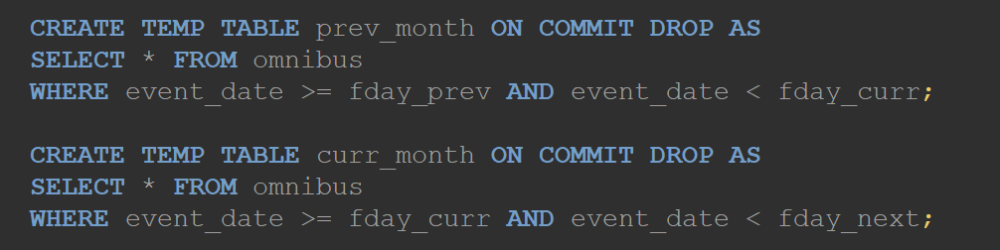 CREATE TEMP TABLE prev_month ON COMMIT DROP AS
SELECT * FROM omnibus
WHERE event_date >= fday_prev AND event_date < fday_curr;
CREATE TEMP TABLE curr_month ON COMMIT DROP AS
SELECT * FROM omnibus
WHERE event_date >= fday_curr AND event_date < fday_next;